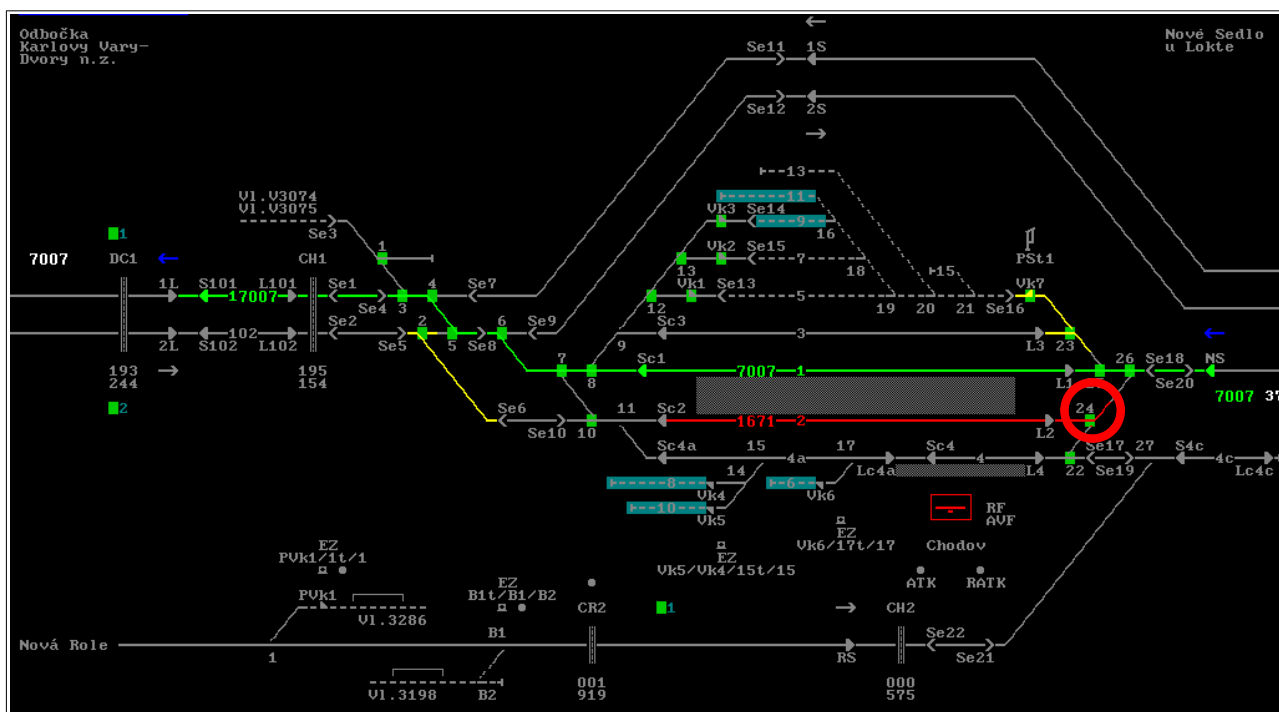 Odbočka
Karlovy Vary-
Dvory n.z.
Nové Sedlo
u Lokte
Se11 1S
Se12 2S
13
11
Vl.V3074
Vl.V3075
Se3
Vk3 Se14
9
16
1
1
7007 DC1 CH1
Vk2 Se15
13 7 18
PSt1
15
1L S101 L101 Se1
17007
Se4 3 4 Se7
Vk1 Se13
12 5 19 20 21 Se16
Vk7
2L S102 102 L102 Se2
Se5 2 5 Se8 6 Se9
9 Sc3 3 L3 23
193
244
195
154
7 8 Sc1 7007 1 L1 26 Se18 NS
Se20
7007 37
2
Se6
Se10 10 11 Sc2 1671 2 L2 24
Sc4a 15 4a 17 Lc4a Sc4 4 L4 22
Se17 27 S4c
Se19 4c Lc4c
8 Vk4 14 6 Vk6
10 Vk5
RF
AVF
EZ
Vk6/17t/17
Chodov
EZ
PVk1/1t/1
EZ
Vk5/Vk4/15t/15
ATK RATK
EZ
B1t/B1/B2
PVk1
Vl.3286
CR2 1 CH2
Nová Role 1 B1 RS Se22
Se21
Vl.3198 B2
001
919
000
575